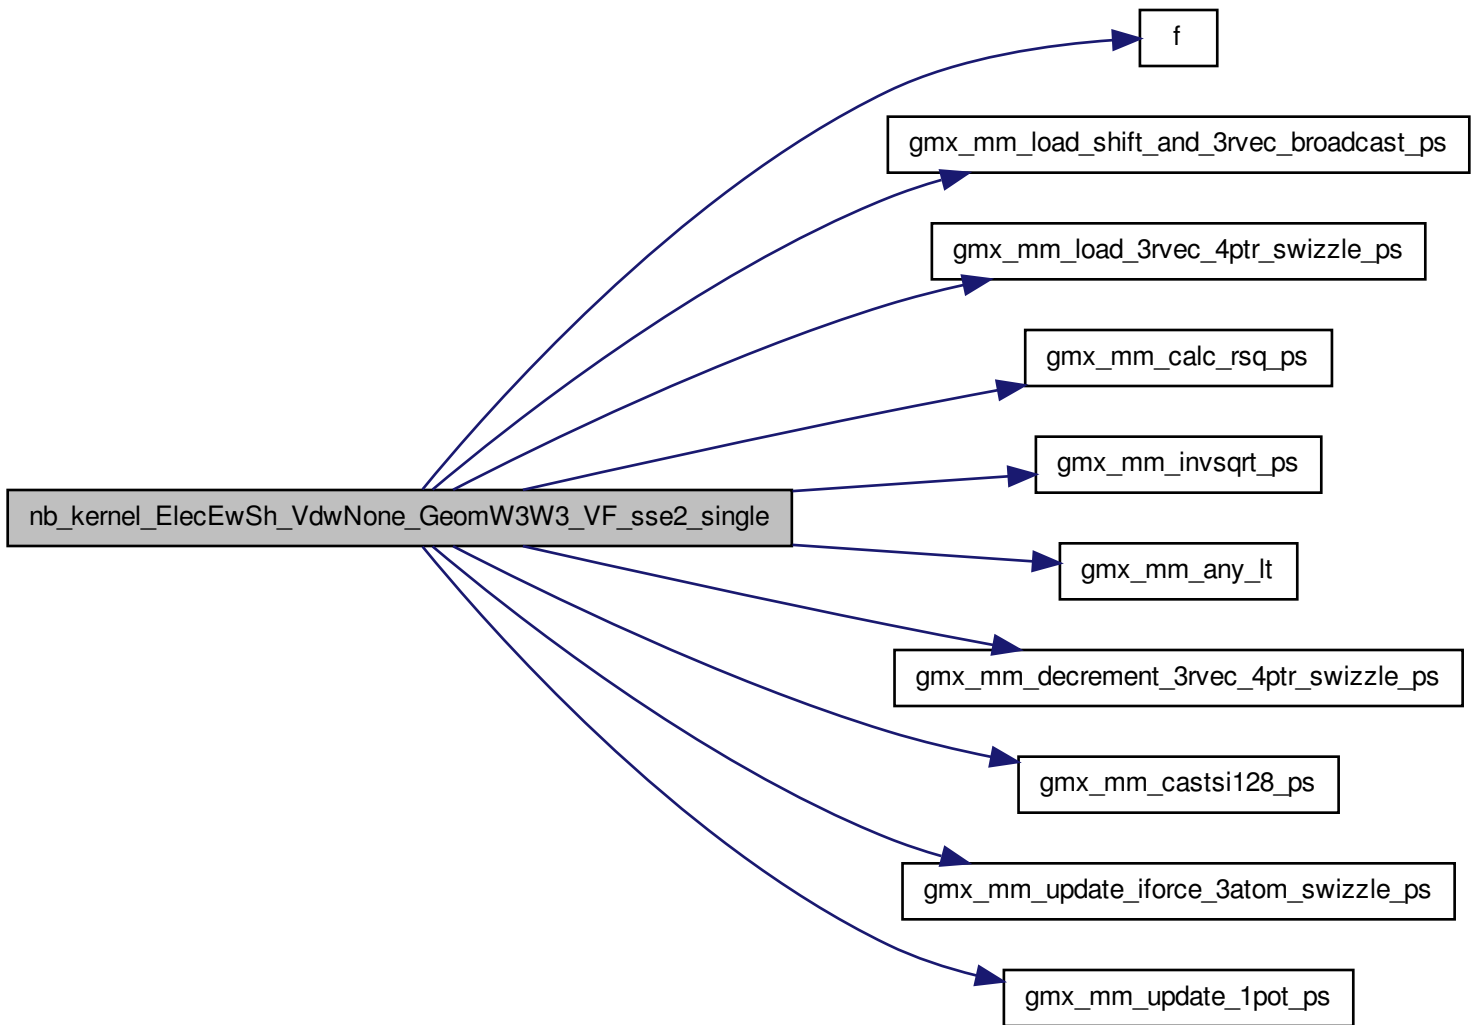 f
gmx_mm_load_shift_and_3rvec_broadcast_ps
gmx_mm_load_3rvec_4ptr_swizzle_ps
gmx_mm_calc_rsq_ps
gmx_mm_invsqrt_ps
nb_kernel_ElecEwSh_VdwNone_GeomW3W3_VF_sse2_single
gmx_mm_any_lt
gmx_mm_decrement_3rvec_4ptr_swizzle_ps
gmx_mm_castsi128_ps
gmx_mm_update_iforce_3atom_swizzle_ps
gmx_mm_update_1pot_ps